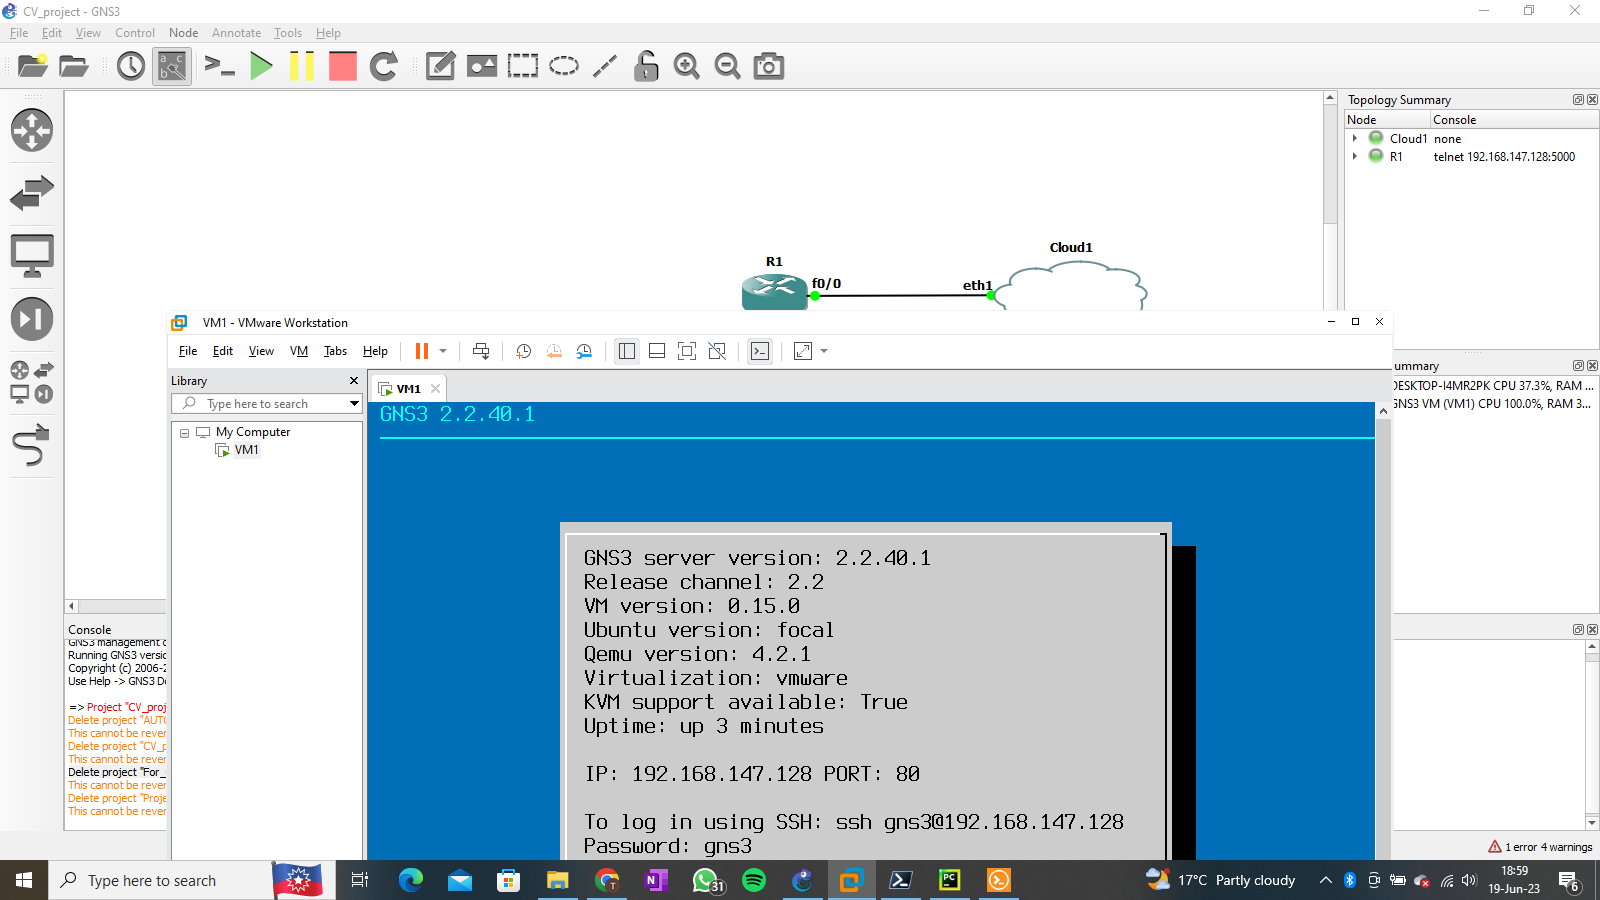 CV_project - GNS3
File Edit View Control Node Annotate Tools Help
Topology Summary
Node Console
Cloud1 none
R1 telnet 192.168.147.128:5000
Cloud1
R1
f0/0
eth1
VM1 - VMware Workstation
File Edit View VM Tabs Help
Library
Type here to search
My Computer
VM1
VM1
GNS3 2.2.40.1
GNS3 server version: 2.2.40.1
Release channel: 2.2
VM version: 0.15.0
Ubuntu version: focal
Qemu version: 4.2.1
Virtualization: vmware
KVM support available: True
Uptime: up 3 minutes
IP: 192.168.147.128 PORT: 80
To log in using SSH: ssh gns3@192.168.147.128
Password: gns3
ummary
DESKTOP-I4MR2PK CPU 37.3%, RAM ...
GNS3 VM (VM1) CPU 100.0%, RAM 3...
Console
GNS3 management c
Running GNS3 versic
Copyright (c) 2006-2
Use Help -> GNS3 Do
=> Project "CV_proj
Delete project "AUTO
This cannot be rever
Delete project "CV_p
This cannot be rever
Delete project "For_
This cannot be rever
Delete project "Proje
This cannot be rever
1 error 4 warnings
Type here to search
31
17°C Partly cloudy
18:59
19-Jun-23
6